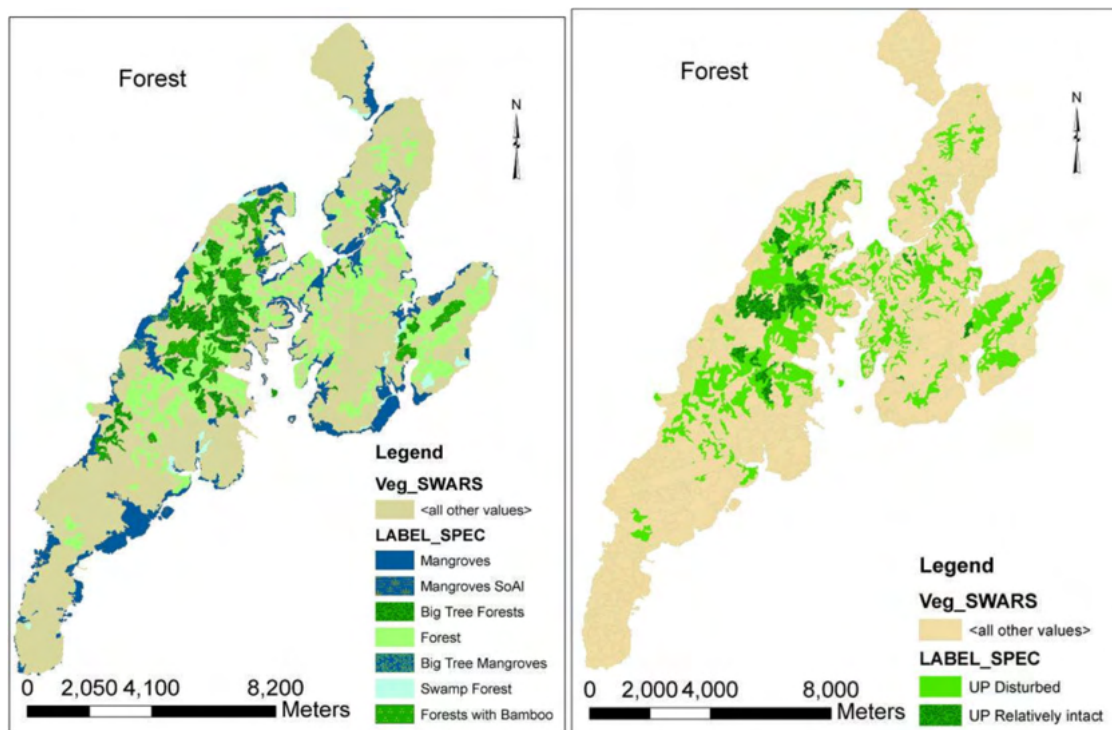 Forest
N
Legend
Veg_SWARS
<all other values>
LABEL_SPEC
Mangroves
Mangroves SoAl
Big Tree Forests
Forest
Big Tree Mangroves
Swamp Forest
Forests with Bamboo
0 2,050 4,100 8,200
Meters
Forest
N
Legend
Veg_SWARS
<all other values>
LABEL_SPEC
UP Disturbed
UP Relatively intact
0 2,000 4,000 8,000
Meters